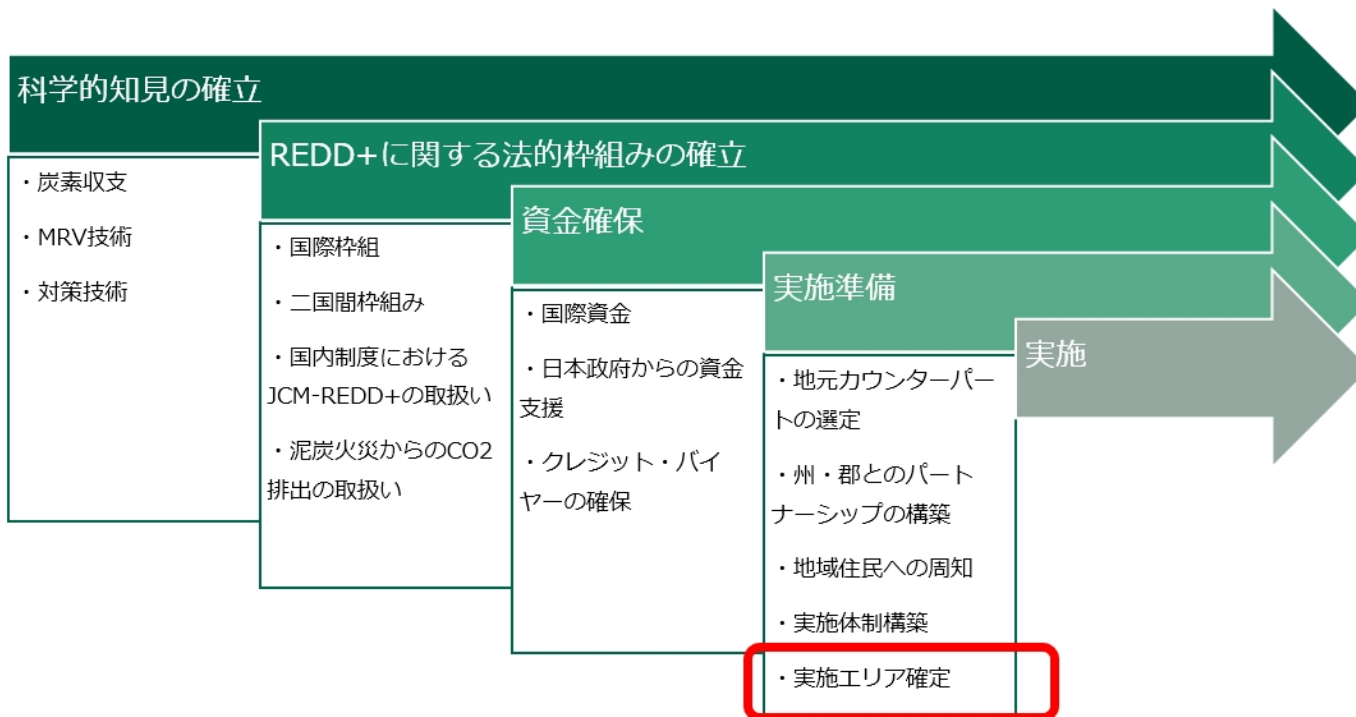 科学的知見の確立
・炭素収支
・MRV技術
・対策技術
REDD+に関する法的枠組みの確立
・国際枠組
・二国間枠組み
・国内制度における
JCM-REDD+の取扱い
・泥炭火災からのCO2
排出の取扱い
資金確保
・国際資金
・日本政府からの資金
支援
・クレジット・バイ
ヤーの確保
実施準備
・地元カウンターパー
トの選定
・州・郡とのパート
ナーシップの構築
・地域住民への周知
・実施体制構築
・実施エリア確定
実施